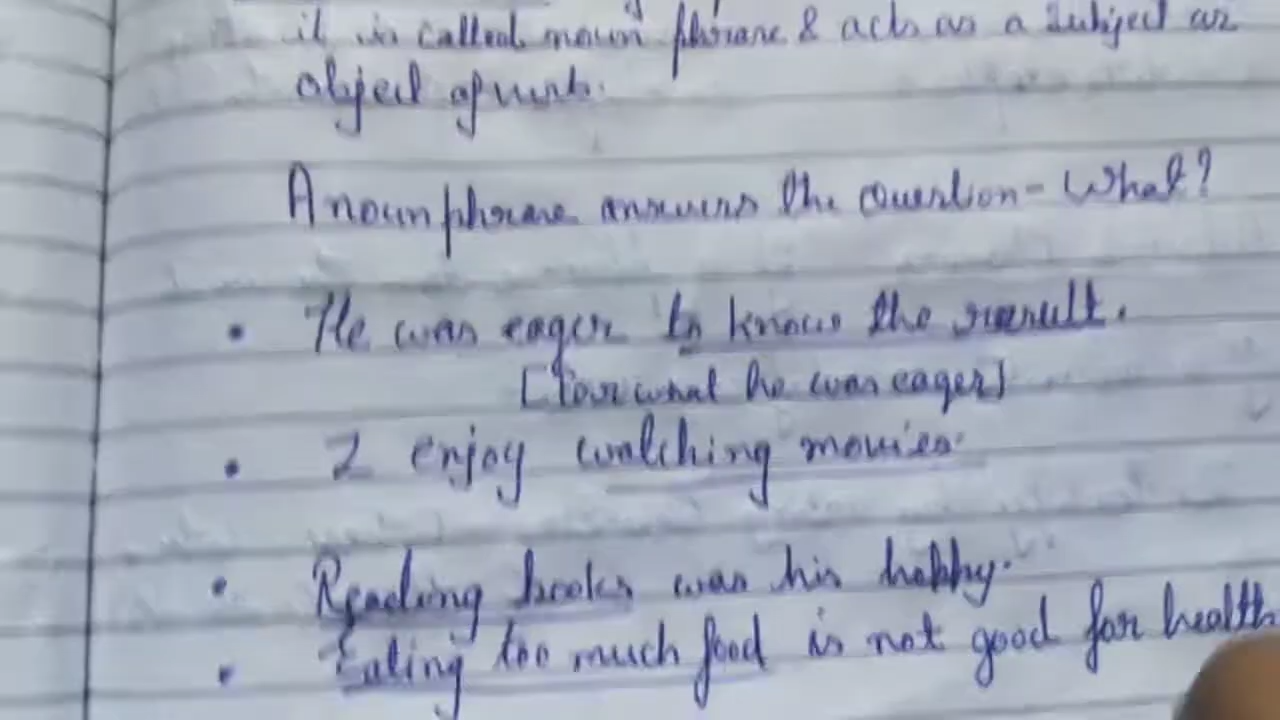 it is called noun phrase & acts as a subject or
object of verb.
A noun phrase answers the Question - What?
• He was eager to know the result.
[For what he was eager]
• I enjoy watching movies.
• Reading books was his hobby.
• Eating too much food is not good for health